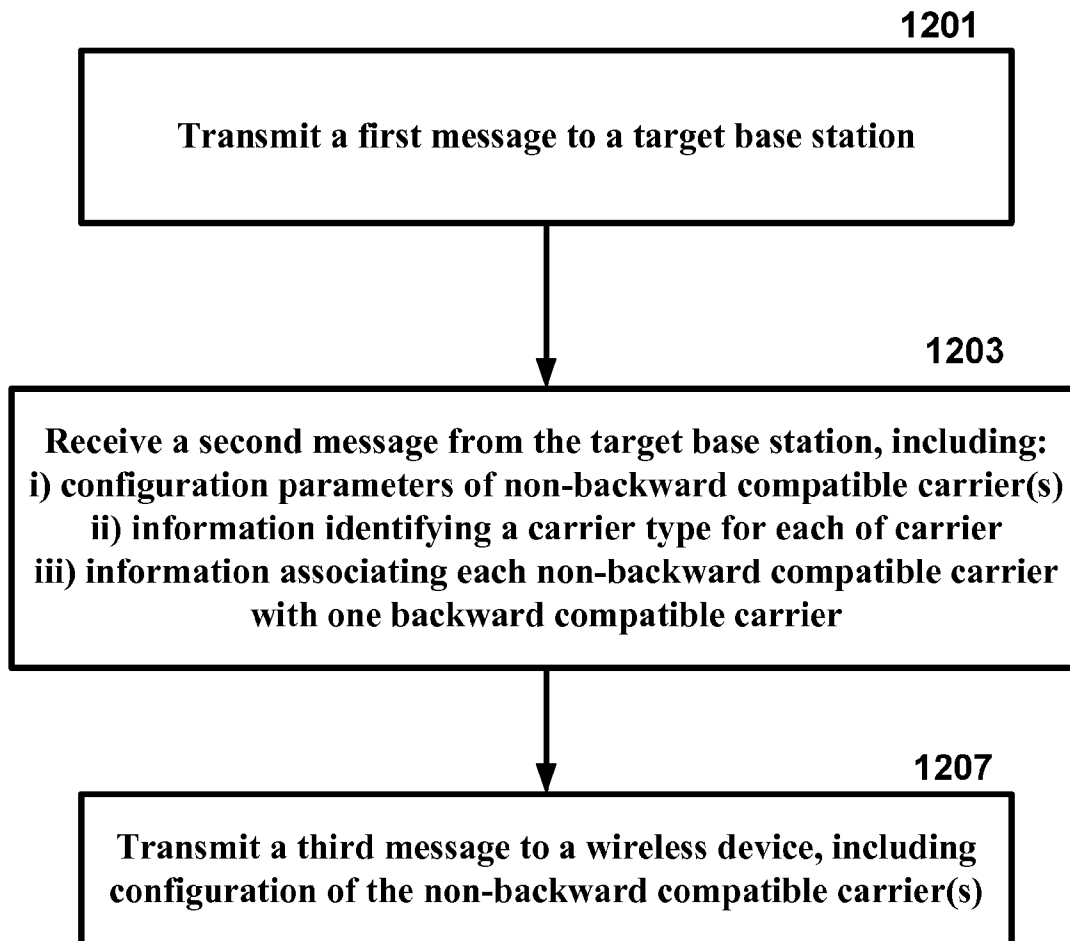 1201
Transmit a first message to a target base station
1203
Receive a second message from the target base station, including:
i) configuration parameters of non-backward compatible carrier(s)
ii) information identifying a carrier type for each of carrier
iii) information associating each non-backward compatible carrier
with one backward compatible carrier
1207
Transmit a third message to a wireless device, including
configuration of the non-backward compatible carrier(s)